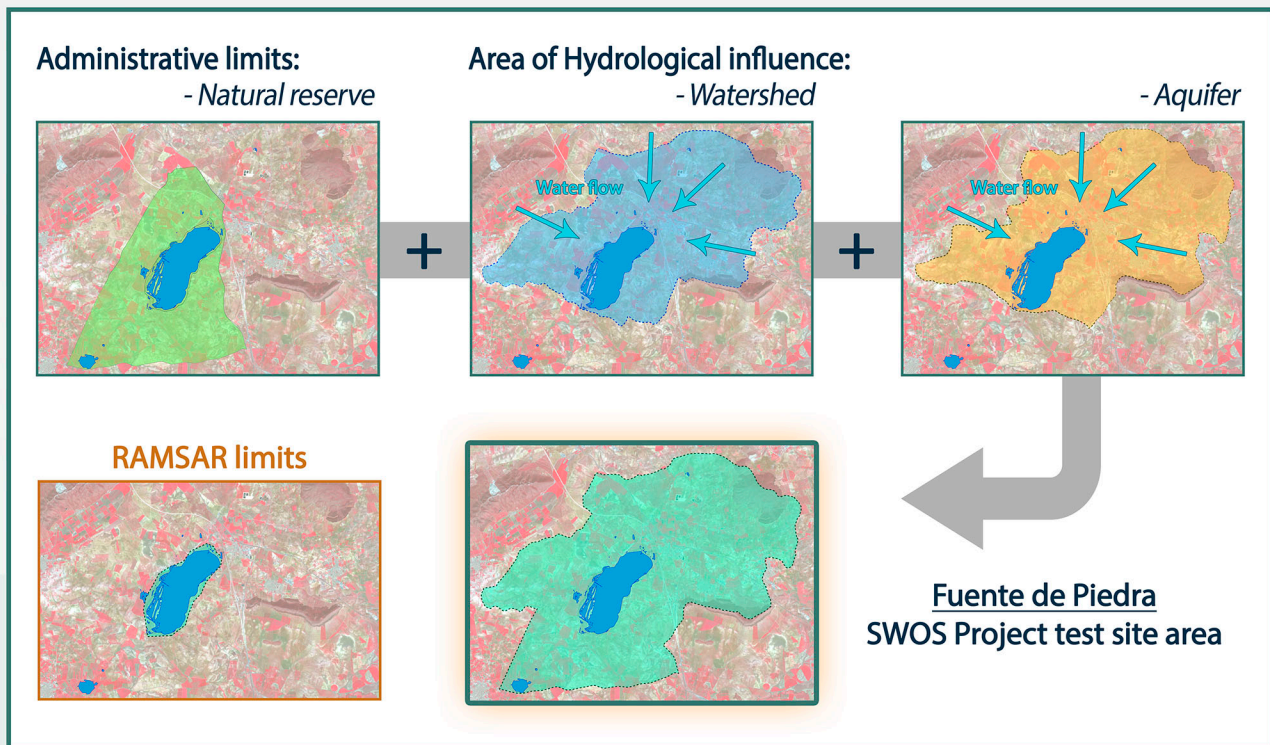 Administrative limits:
- Natural reserve
Area of Hydrological influence:
- Watershed
- Aquifer
Water flow
+
Water flow
+
RAMSAR limits
Fuente de Piedra
SWOS Project test site area